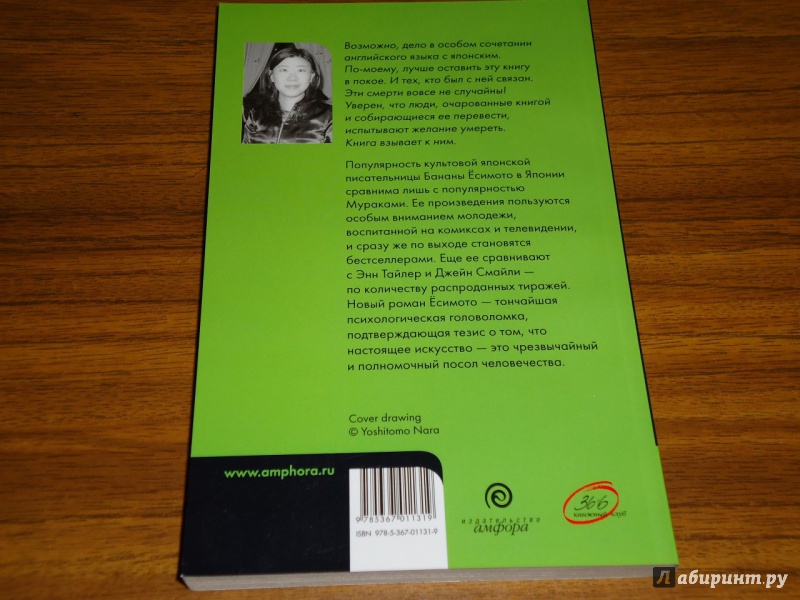 Возможно, дело в особом сочетании
английского языка с японским.
По-моему, лучше оставить эту книгу
в покое. И тех, кто был с ней связан.
Эти смерти вовсе не случайны!
Уверен, что люди, очарованные книгой
и собирающиеся ее перевести,
испытывают желание умереть.
Книга взывает к ним.
Популярность культовой японской
писательницы Бананы Ёсимото в Японии
сравнима лишь с популярностью
Мураками. Ее произведения пользуются
особым вниманием молодежи,
воспитанной на комиксах и телевидении,
и сразу же по выходе становятся
бестселлерами. Еще ее сравнивают
с Энн Тайлер и Джейн Смайли —
по количеству распроданных тиражей.
Новый роман Ёсимото — тончайшая
психологическая головоломка,
подтверждающая тезис о том, что
настоящее искусство — это чрезвычайный
и полномочный посол человечества.
Cover drawing
© Yoshitomo Nara
www.amphora.ru
9 785367 011319
ISBN 978-5-367-01131-9
издательство
амфора
366
книжный клуб
Лабиринт.ру